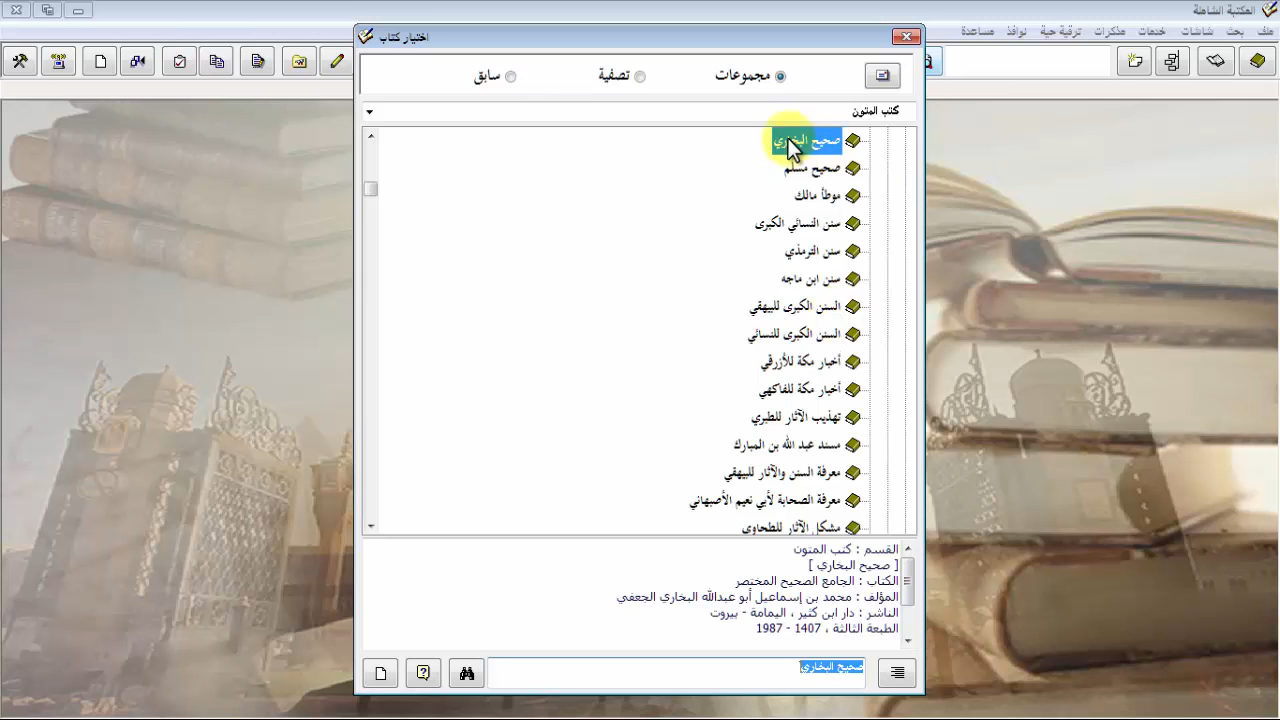 المكتبة الشاملة
ملف بحث شاشات خدمات مذكرات ترقية حية نوافذ مساعدة
اختيار كتاب
مجموعات تصفية سابق
كتب المتون
صحيح البخاري
صحيح مسلم
موطأ مالك
سنن النسائي الكبرى
سنن الترمذي
سنن ابن ماجه
السنن الكبرى للبيهقي
السنن الكبرى للنسائي
أخبار مكة للأزرقي
أخبار مكة للفاكهي
تهذيب الآثار للطبري
مسند عبد الله بن المبارك
معرفة السنن والآثار للبيهقي
معرفة الصحابة لأبي نعيم الأصبهاني
مشكل الآثار للطحاوي
القسم : كتب المتون
[ صحيح البخاري ]
الكتاب : الجامع الصحيح المختصر
المؤلف : محمد بن إسماعيل أبو عبدالله البخاري الجعفي
الناشر : دار ابن كثير ، اليمامة - بيروت
الطبعة الثالثة ، 1407 - 1987
صحيح البخاري